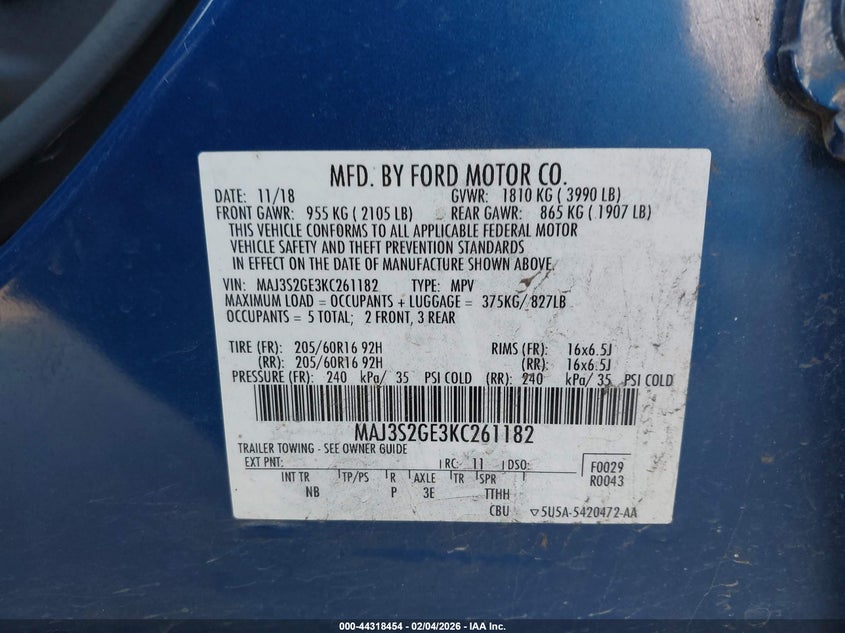 MFD. BY FORD MOTOR CO.
DATE: 11/18 GVWR: 1810 KG ( 3990 LB)
FRONT GAWR: 955 KG ( 2105 LB) REAR GAWR: 865 KG ( 1907 LB)
THIS VEHICLE CONFORMS TO ALL APPLICABLE FEDERAL MOTOR
VEHICLE SAFETY AND THEFT PREVENTION STANDARDS
IN EFFECT ON THE DATE OF MANUFACTURE SHOWN ABOVE.
VIN: MAJ3S2GE3KC261182 TYPE: MPV
MAXIMUM LOAD = OCCUPANTS + LUGGAGE = 375KG/ 827LB
OCCUPANTS = 5 TOTAL; 2 FRONT, 3 REAR
TIRE (FR): 205/60R16 92H RIMS (FR): 16x6.5J
(RR): 205/60R16 92H (RR): 16x6.5J
PRESSURE (FR): 240 kPa/ 35 PSI COLD (RR): 240 kPa/ 35 PSI COLD
MAJ3S2GE3KC261182
TRAILER TOWING - SEE OWNER GUIDE
EXT PNT: RC: 11 DSO: F0029
INT TR TP/PS R AXLE TR SPR R0043
NB P 3E TTHH
CBU ▽5U5A-5420472-AA
000-44318454 - 02/04/2026 - IAA Inc.